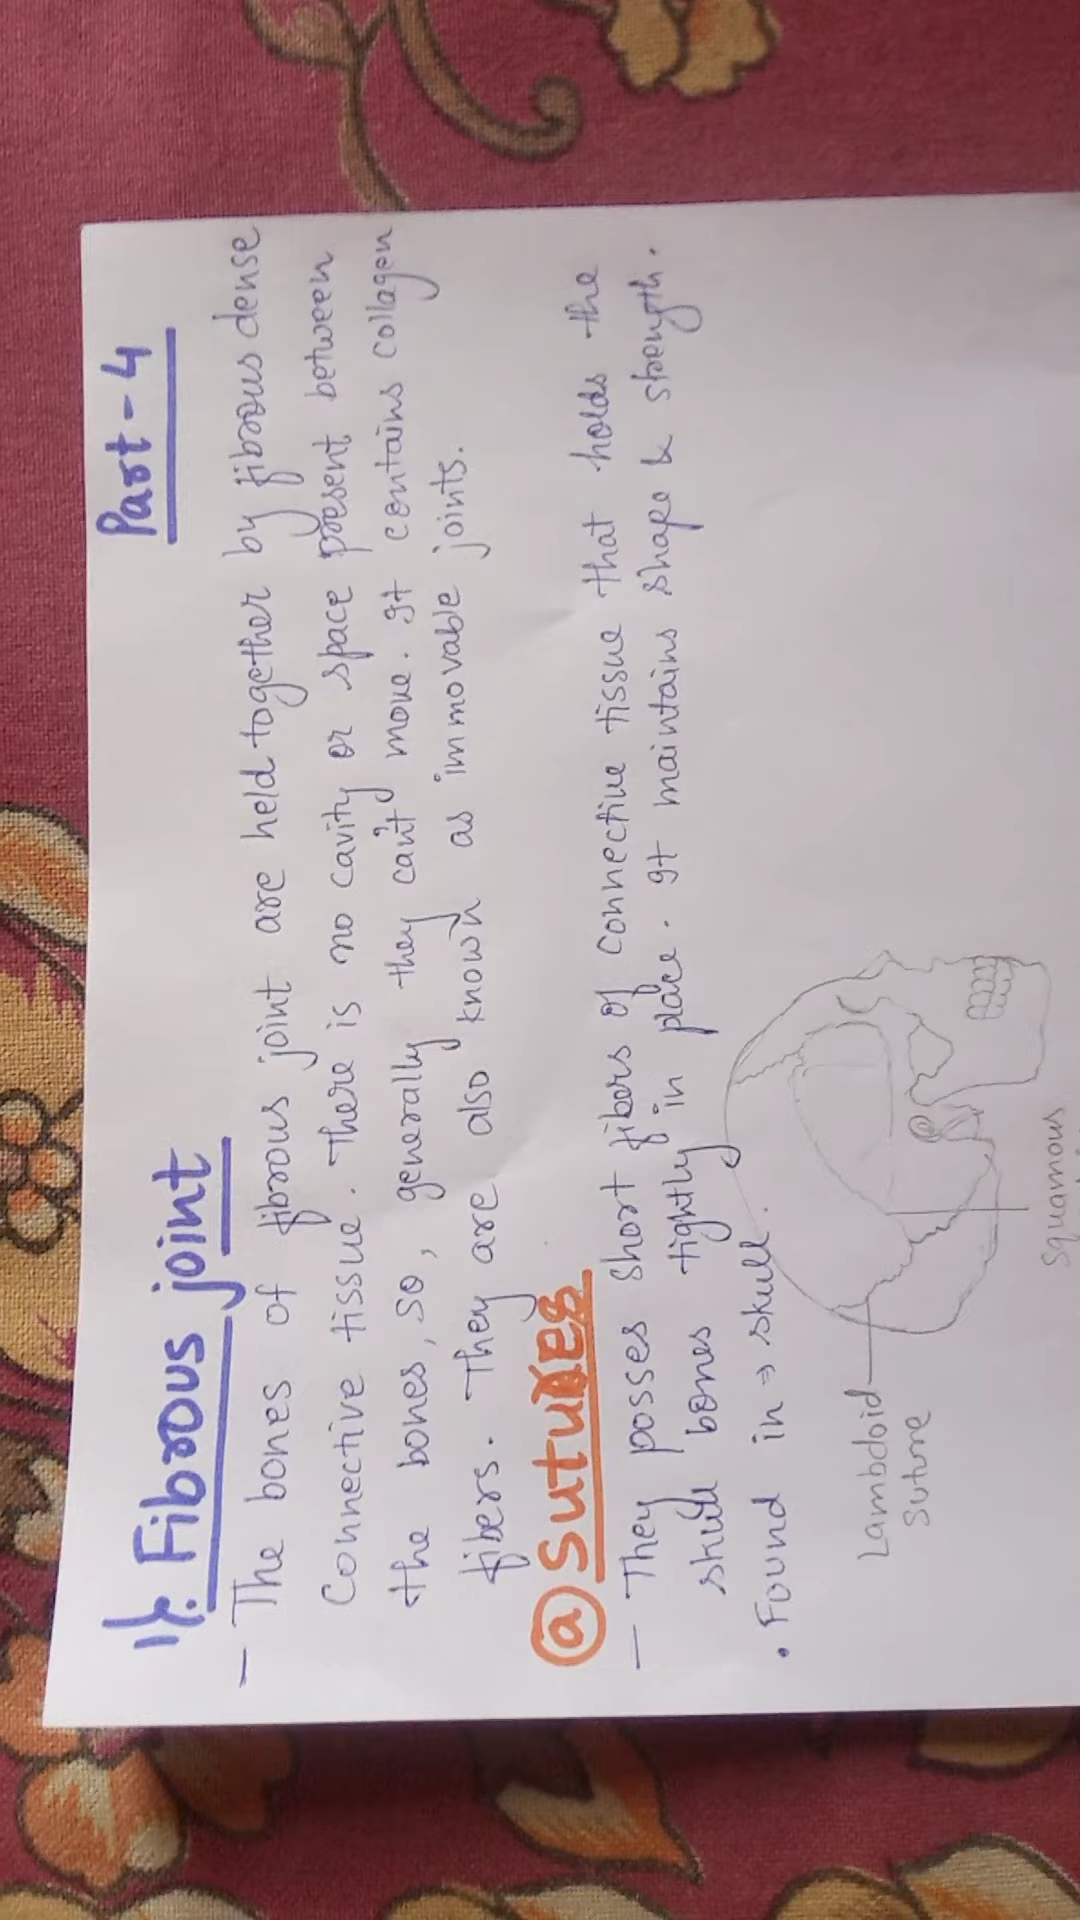 Part-4
1}. Fibrous joint
- The bones of fibrous joint are held together by fibrous dense
Connective tissue. There is no cavity or space present between
the bones, so, generally they can't move. It contains collagen
fibers. They are also known as immovable joints.
(a) Sutures
- They posses short fibers of connective tissue that holds the
skull bones tightly in place. It maintains shape & strength.
• Found in → skull.
Lambdoid
Suture
Squamous